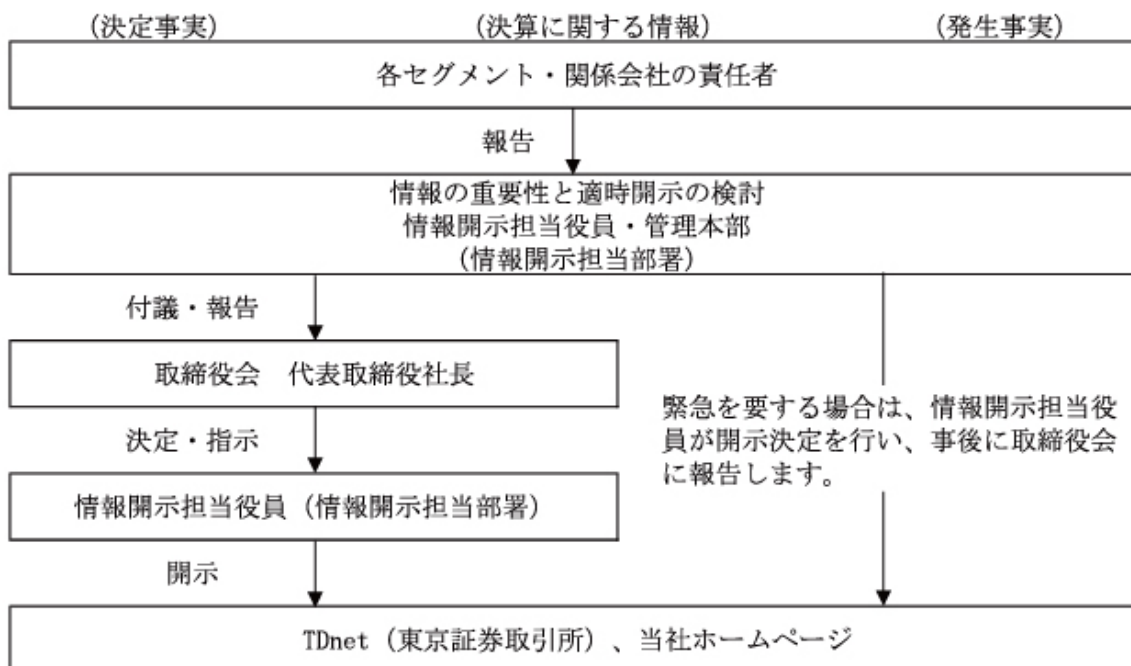 (決定事実)
(決算に関する情報)
(発生事実)
各セグメント・関係会社の責任者
報告
情報の重要性と適時開示の検討
情報開示担当役員・管理本部
(情報開示担当部署)
付議・報告
取締役会　代表取締役社長
決定・指示
情報開示担当役員（情報開示担当部署）
開示
緊急を要する場合は、情報開示担当役
員が開示決定を行い、事後に取締役会
に報告します。
TDnet（東京証券取引所）、当社ホームページ